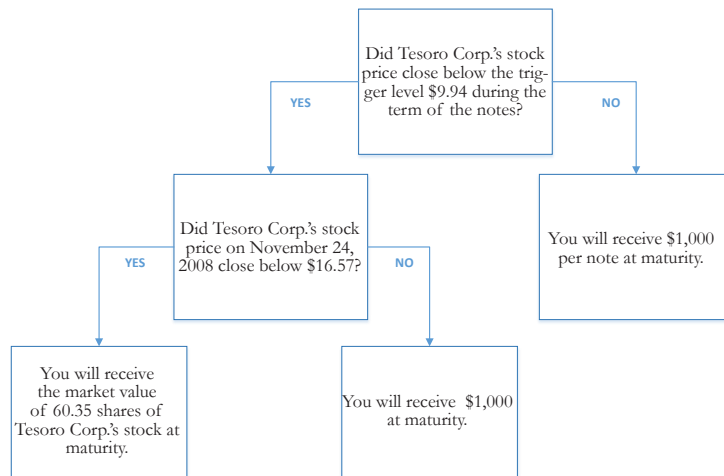 Did Tesoro Corp.'s stock
price close below the trig-
ger level $9.94 during the
term of the notes?
YES
NO
Did Tesoro Corp.'s stock
price on November 24,
2008 close below $16.57?
You will receive $1,000
per note at maturity.
YES
NO
You will receive
the market value
of 60.35 shares of
Tesoro Corp.'s stock at
maturity.
You will receive $1,000
at maturity.